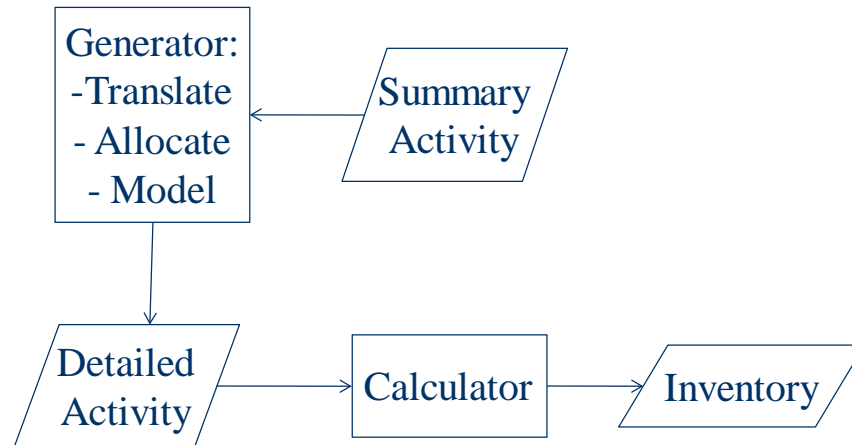 Generator:
-Translate
- Allocate
- Model
Summary
Activity
Detailed
Activity
Calculator
Inventory